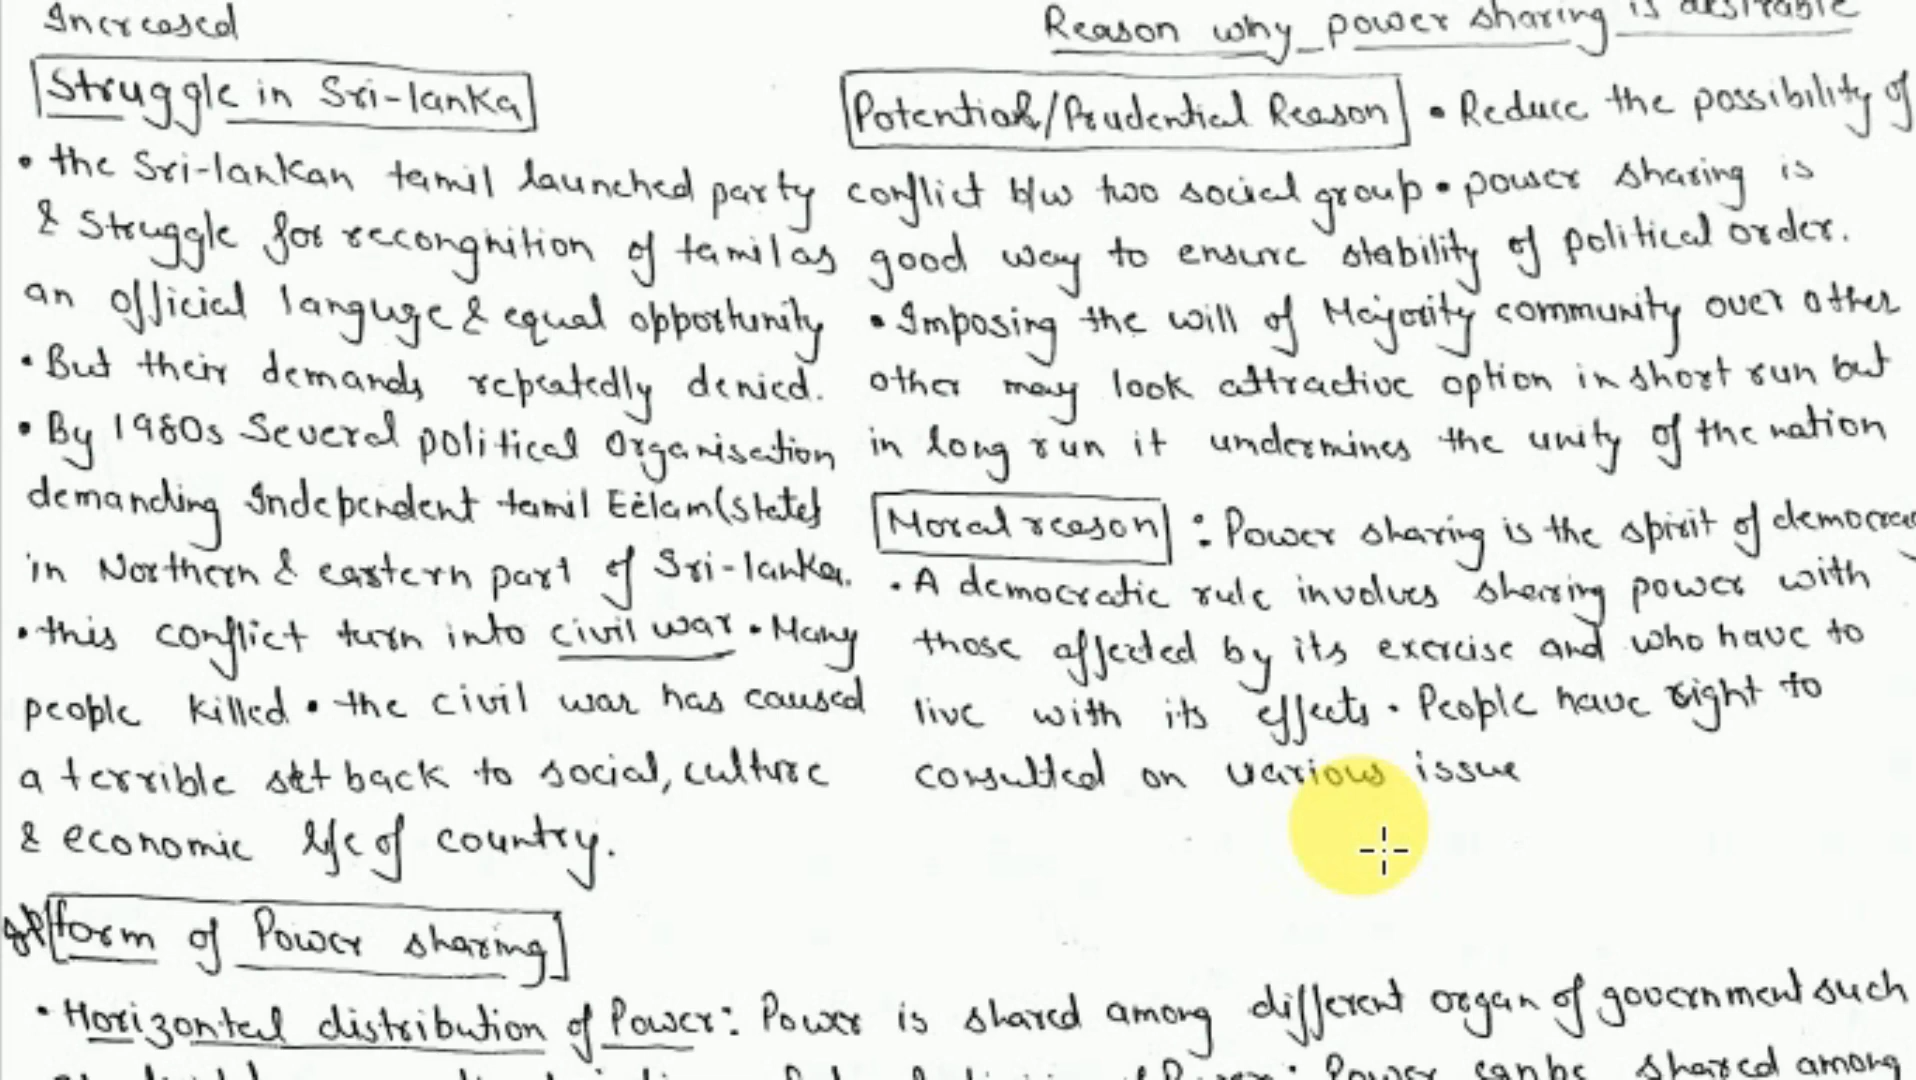 Increased
Struggle in Sri-lanka
• the Sri-lankan tamil launched party
& Struggle for recongnition of tamil as
an official languge & equal opportunity
• But their demands repeatedly denied.
• By 1980s Several political Organisation
demanding Independent tamil Eelam (state)
in Northern & eastern part of Sri-lanka.
• this conflict turn into civil war • Many
people killed • the civil war has caused
a terrible set back to social, culture
& economic life of country.
Reason why power sharing is desirable
Potential/Prudential Reason • Reduce the possibility of
conflict b/w two social group • power sharing is
good way to ensure stability of political order.
• Imposing the will of Majority community over other
other may look attractive option in short run but
in long run it undermines the unity of the nation
Moral reason : Power sharing is the spirit of democracy
• A democratic rule involves sharing power with
those affected by its exercise and who have to
live with its effects • People have right to
consulted on various issue
form of Power sharing
• Horizontal distribution of Power: Power is shared among different organ of government such
Power can be shared among